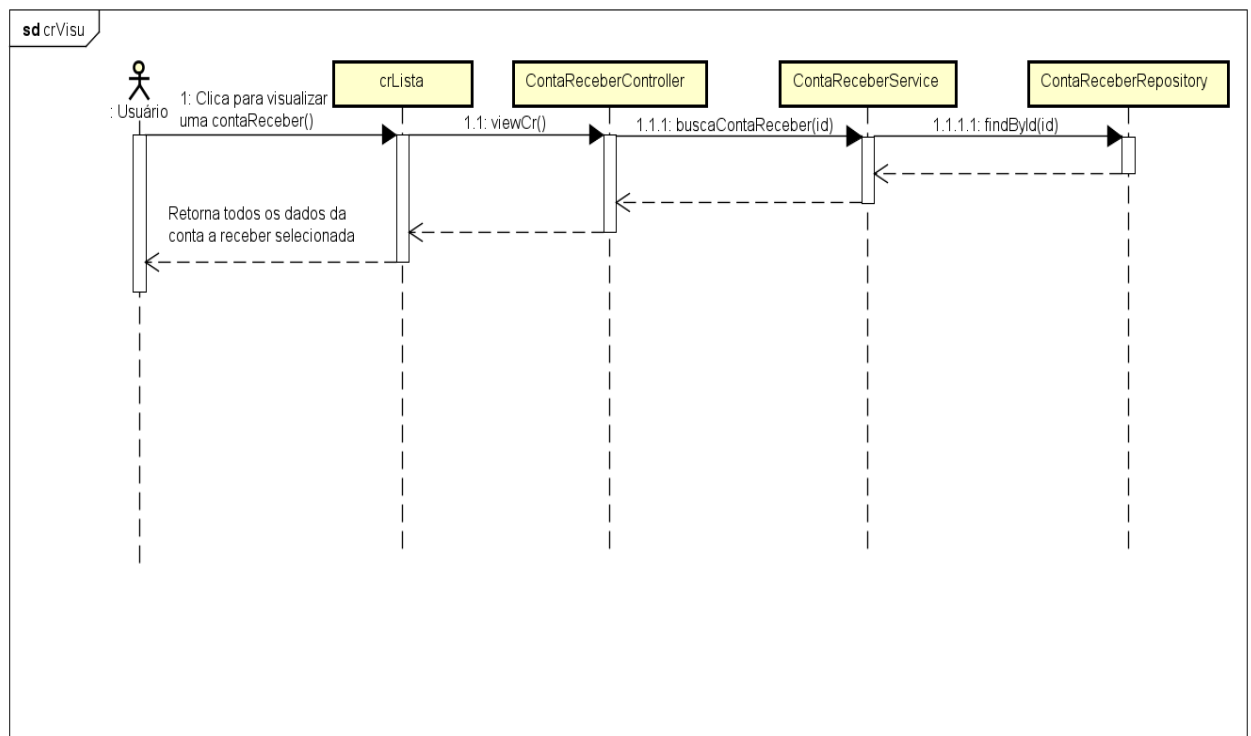 sd crVisu
crLista
ContaReceberController
ContaReceberService
ContaReceberRepository
: Usuário
1: Clica para visualizar
uma contaReceber()
1.1: viewCr()
1.1.1: buscaContaReceber(id)
1.1.1.1: findById(id)
Retorna todos os dados da
conta a receber selecionada